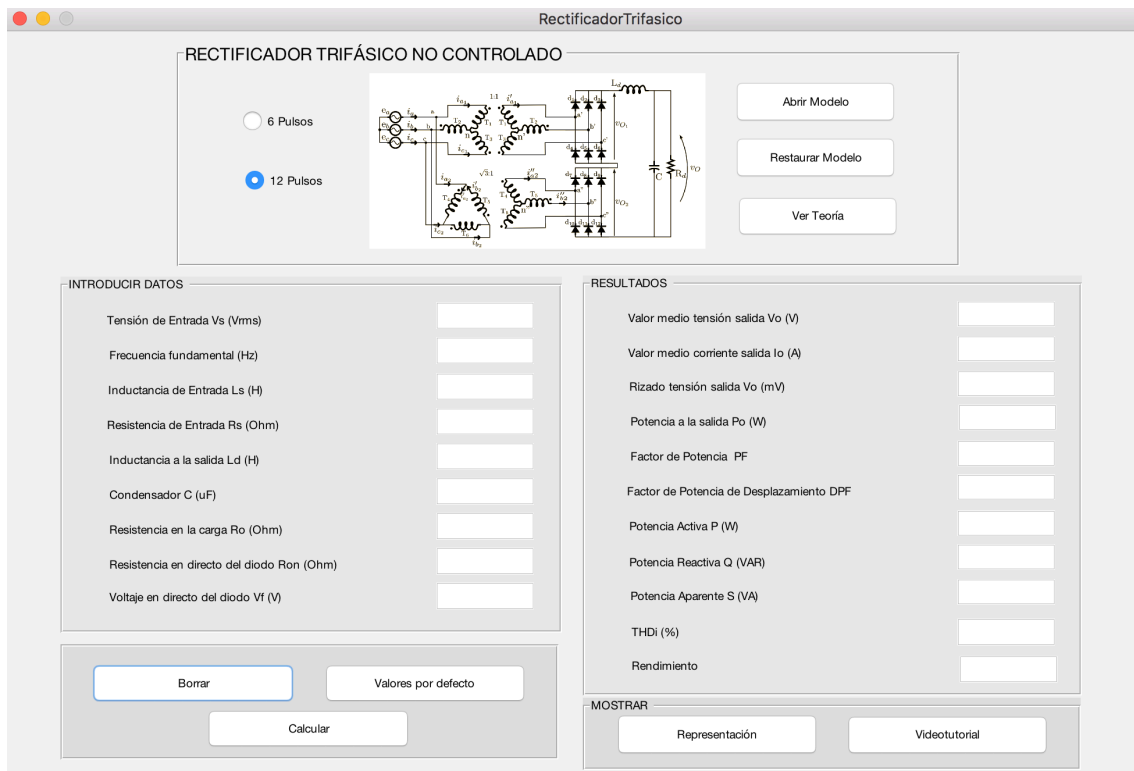 RectificadorTrifasico
RECTIFICADOR TRIFÁSICO NO CONTROLADO
6 Pulsos
12 Pulsos
1:1
√3:1
Abrir Modelo
Restaurar Modelo
Ver Teoría
INTRODUCIR DATOS
Tensión de Entrada Vs (Vrms)
Frecuencia fundamental (Hz)
Inductancia de Entrada Ls (H)
Resistencia de Entrada Rs (Ohm)
Inductancia a la salida Ld (H)
Condensador C (uF)
Resistencia en la carga Ro (Ohm)
Resistencia en directo del diodo Ron (Ohm)
Voltaje en directo del diodo Vf (V)
Borrar
Valores por defecto
Calcular
RESULTADOS
Valor medio tensión salida Vo (V)
Valor medio corriente salida Io (A)
Rizado tensión salida Vo (mV)
Potencia a la salida Po (W)
Factor de Potencia  PF
Factor de Potencia de Desplazamiento DPF
Potencia Activa P (W)
Potencia Reactiva Q (VAR)
Potencia Aparente S (VA)
THDi (%)
Rendimiento
MOSTRAR
Representación
Videotutorial